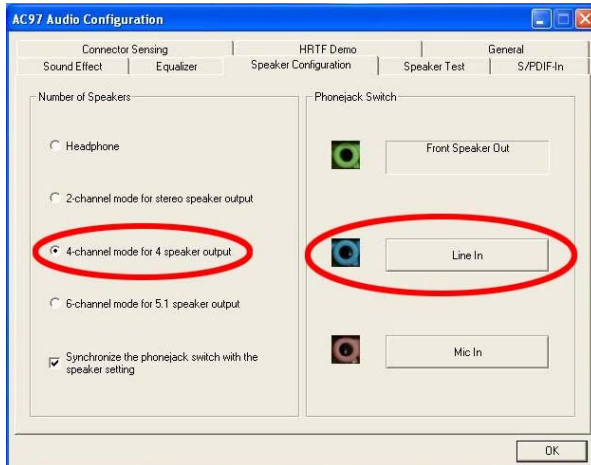 AC97 Audio Configuration
Connector Sensing HRTF Demo General
Sound Effect Equalizer Speaker Configuration Speaker Test S/PDIF-In
Number of Speakers
Headphone
2-channel mode for stereo speaker output
4-channel mode for 4 speaker output
6-channel mode for 5.1 speaker output
Synchronize the phonejack switch with the
speaker setting
Phonejack Switch
Front Speaker Out
Line In
Mic In
OK